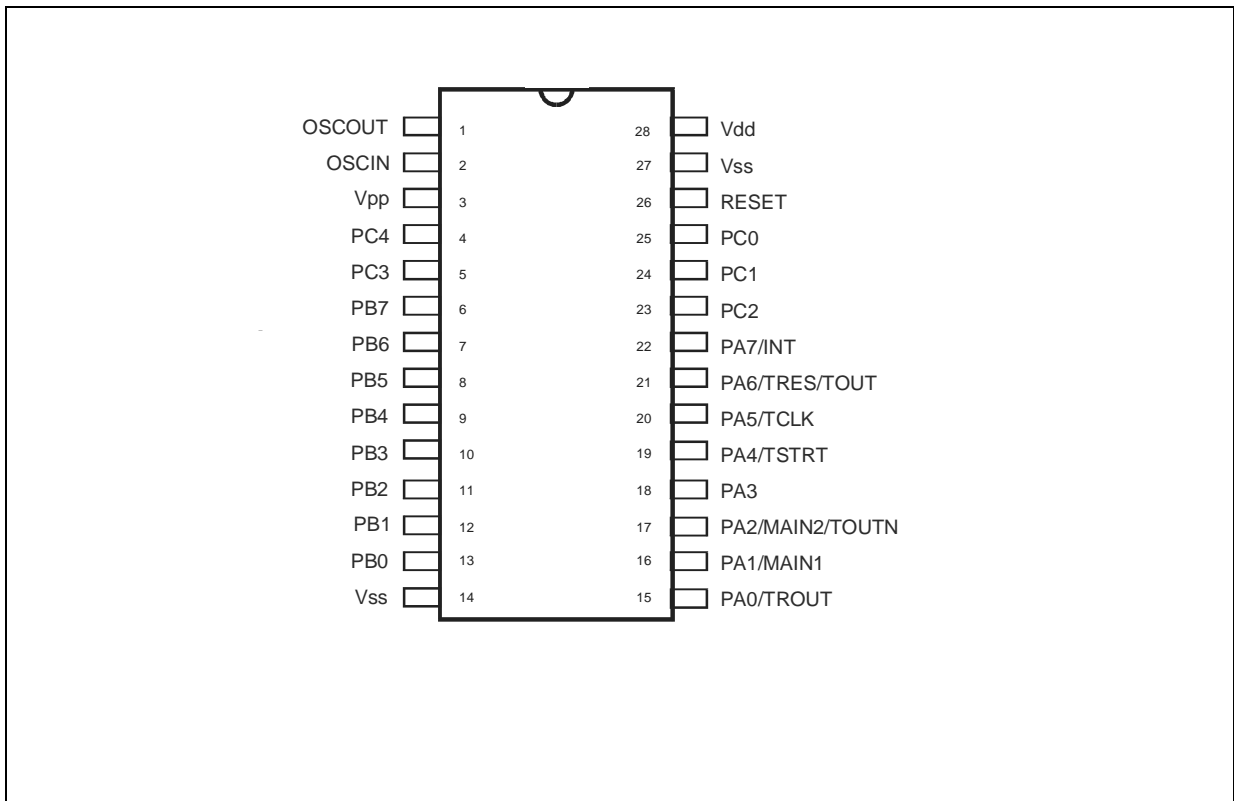 OSCOUT 1 28 Vdd
OSCIN 2 27 Vss
Vpp 3 26 RESET
PC4 4 25 PC0
PC3 5 24 PC1
PB7 6 23 PC2
PB6 7 22 PA7/INT
PB5 8 21 PA6/TRES/TOUT
PB4 9 20 PA5/TCLK
PB3 10 19 PA4/TSTRT
PB2 11 18 PA3
PB1 12 17 PA2/MAIN2/TOUTN
PB0 13 16 PA1/MAIN1
Vss 14 15 PA0/TROUT